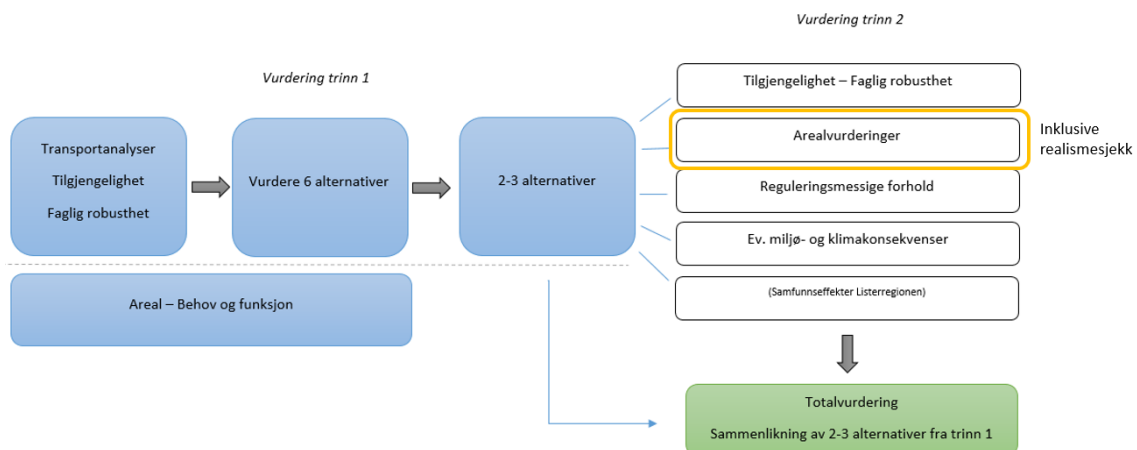 Vurdering trinn 2
Vurdering trinn 1
Transportanalyser
Tilgjengelighet
Faglig robusthet
Vurdere 6 alternativer
2-3 alternativer
Tilgjengelighet – Faglig robusthet
Arealvurderinger
Inklusive
realismesjekk
Reguleringsmessige forhold
Ev. miljø- og klimakonsekvenser
(Samfunnseffekter Listerregionen)
Areal – Behov og funksjon
Totalvurdering
Sammenlikning av 2-3 alternativer fra trinn 1